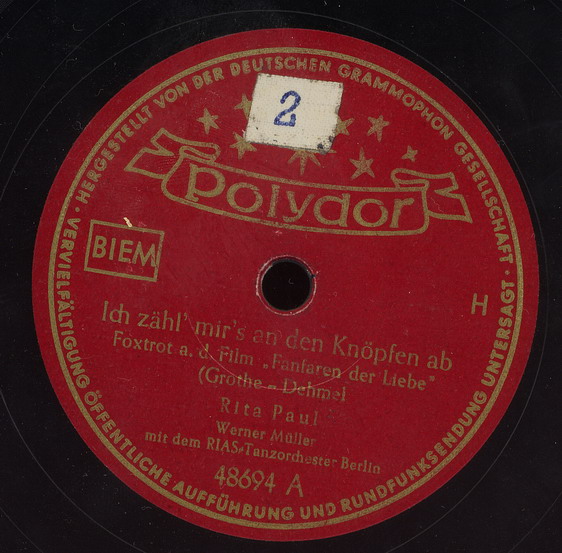 HERGESTELLT VON DER DEUTSCHEN GRAMMOPHON GESELLSCHAFT ·
VERVIELFÄLTIGUNG ÖFFENTLICHE AUFFÜHRUNG UND RUNDFUNKSENDUNG UNTERSAGT ·
2
polydor
BIEM
H
Ich zähl' mir's an den Knöpfen ab
Foxtrot a. d. Film „Fanfaren der Liebe"
(Grothe - Dehmel
Rita Paul
Werner Müller
mit dem RIAS-Tanzorchester Berlin
48694 A